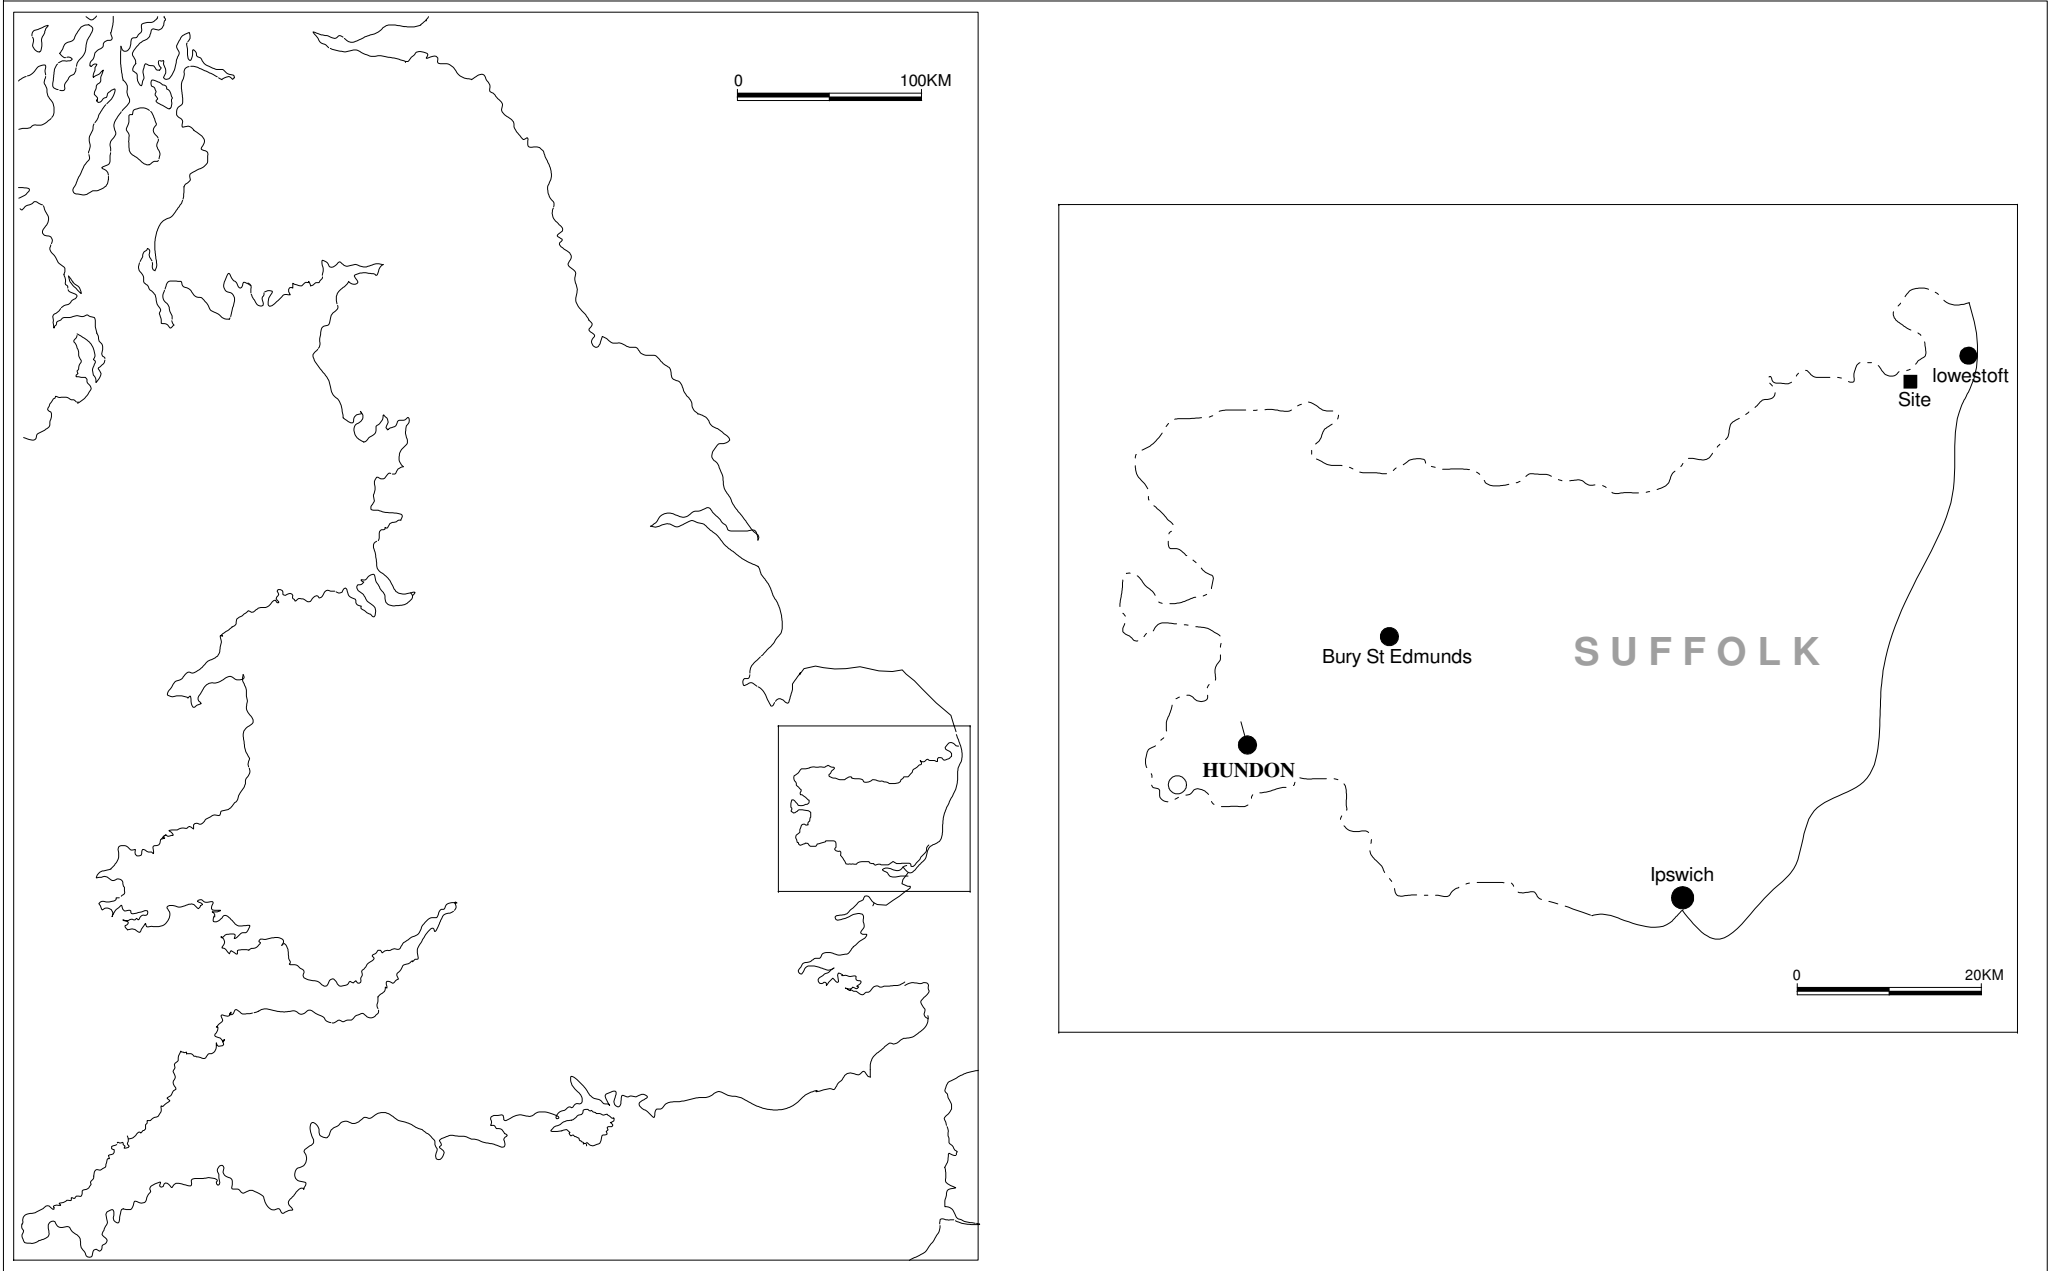 0 100KM
lowestoft
Site
SUFFOLK
Bury St Edmunds
HUNDON
Ipswich
0 20KM